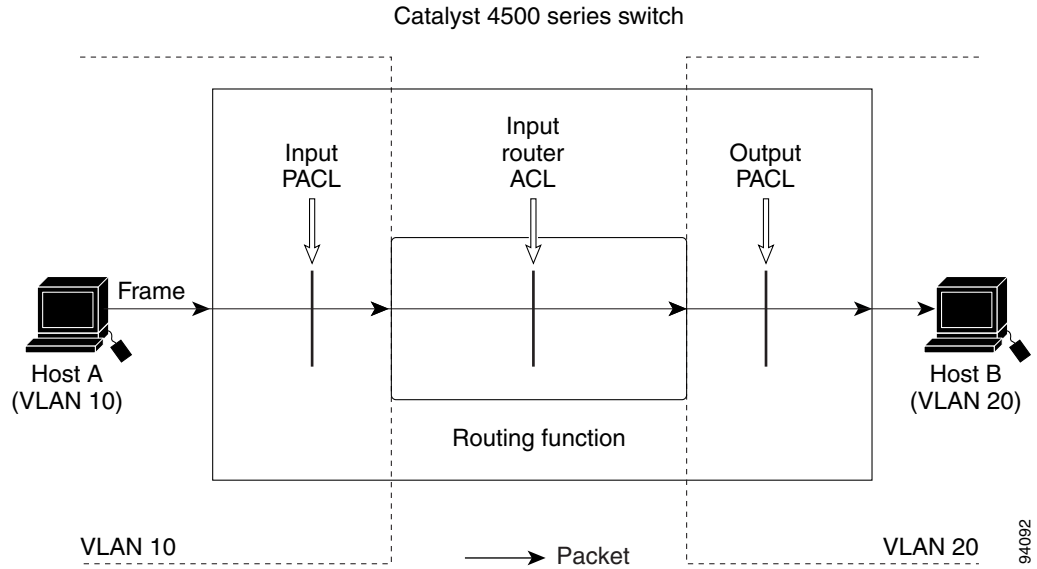 Catalyst 4500 series switch
Input
PACL
Input
router
ACL
Output
PACL
Frame
Host A
(VLAN 10)
Host B
(VLAN 20)
Routing function
VLAN 10
Packet
VLAN 20
94092